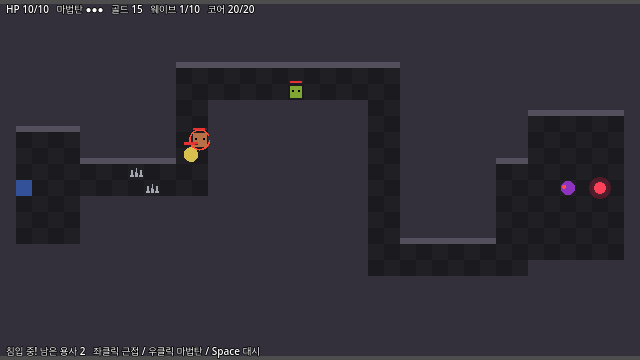 HP 10/10 마법탄 ●●● 골드 15 웨이브 1/10 코어 20/20
침입 중! 남은 용사 2 좌클릭 근접 / 우클릭 마법탄 / Space 대시